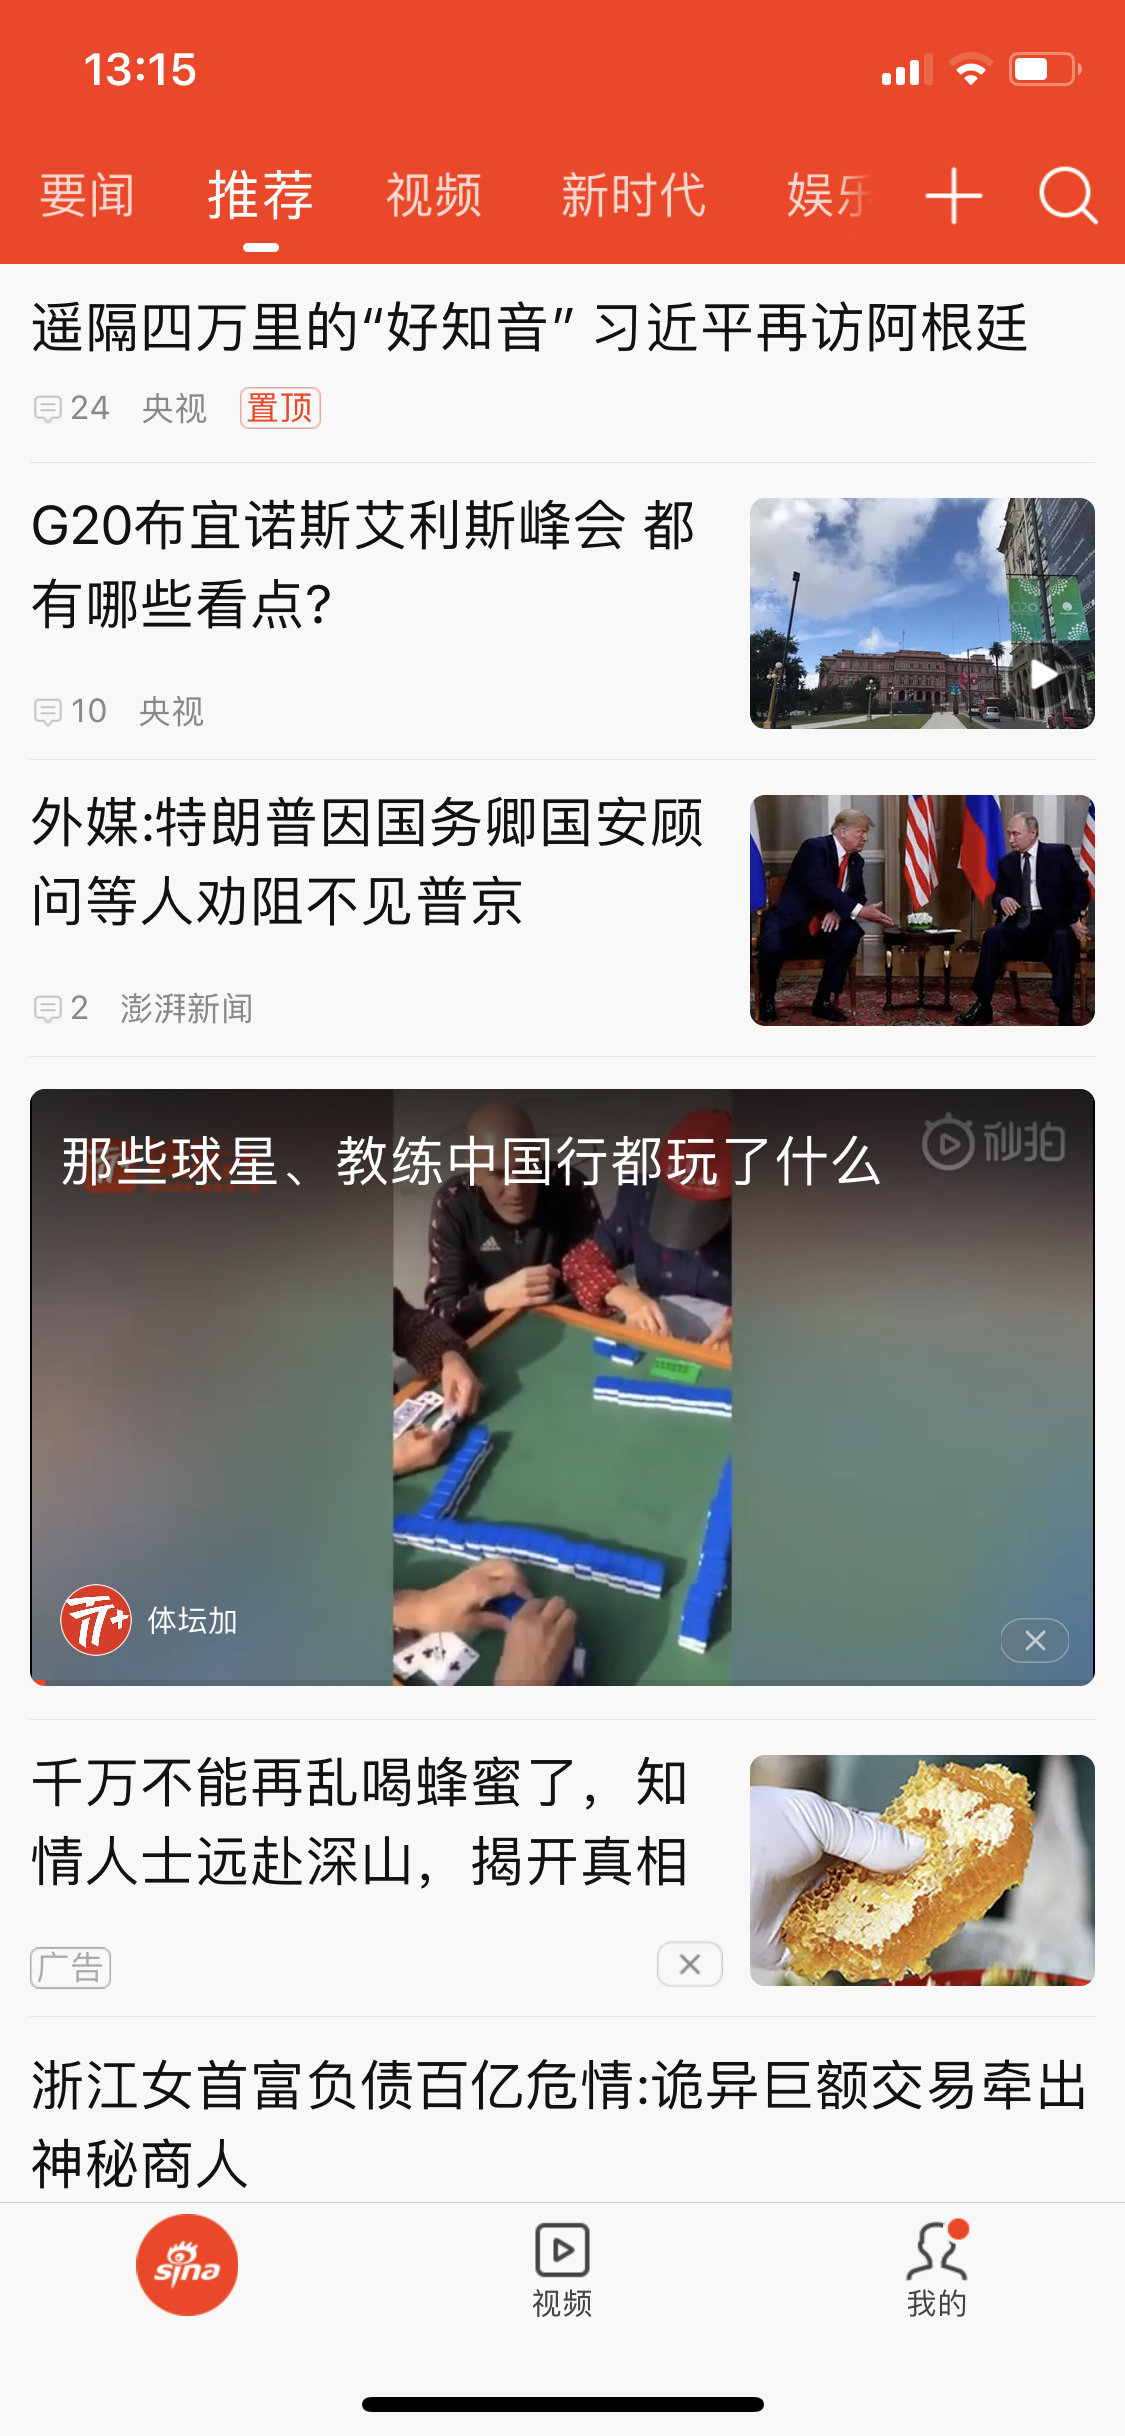 13:15
要闻 推荐 视频 新时代 娱乐
遥隔四万里的“好知音” 习近平再访阿根廷
24 央视 置顶
G20布宜诺斯艾利斯峰会 都
有哪些看点?
10 央视
G20
外媒:特朗普因国务卿国安顾
问等人劝阻不见普京
2 澎湃新闻
那些球星、教练中国行都玩了什么
秒拍
体坛加
千万不能再乱喝蜂蜜了，知
情人士远赴深山，揭开真相
广告
浙江女首富负债百亿危情:诡异巨额交易牵出
神秘商人
sina
视频
我的